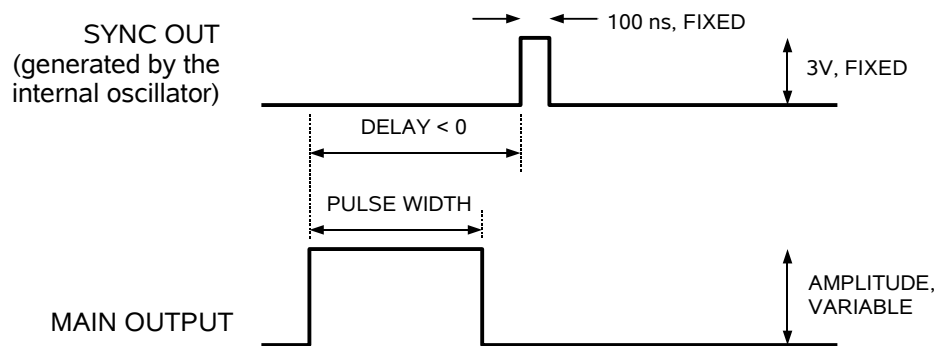 SYNC OUT
(generated by the
internal oscillator)
100 ns, FIXED
3V, FIXED
DELAY < 0
PULSE WIDTH
MAIN OUTPUT
AMPLITUDE,
VARIABLE